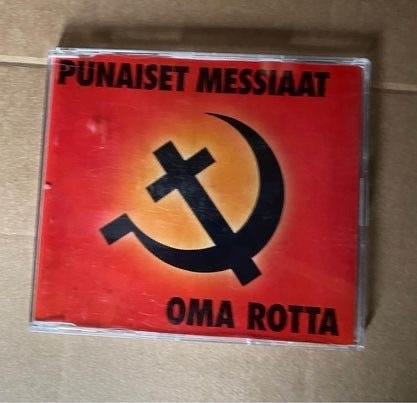 PUNAISET MESSIAAT
OMA ROTTA